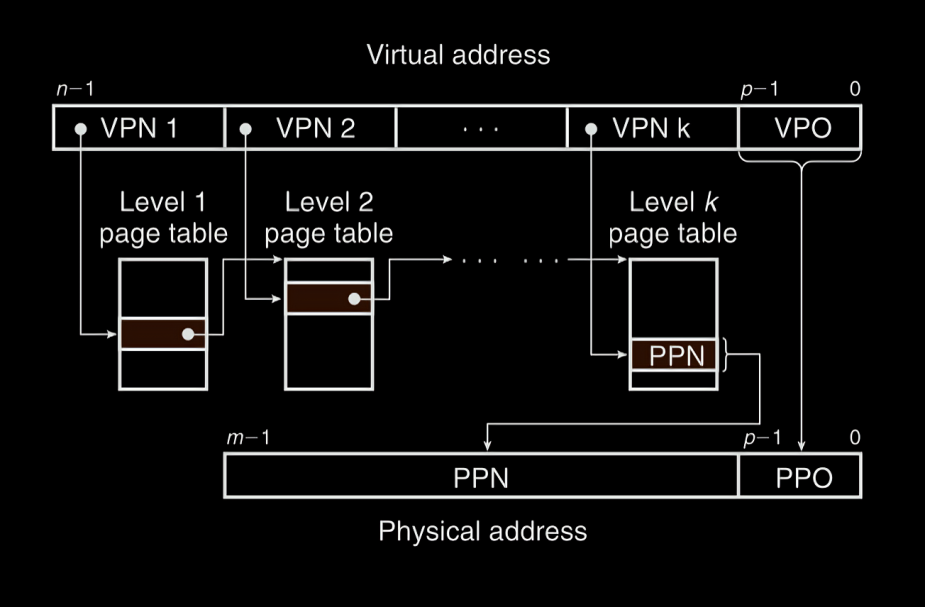 Virtual address
n−1
p−1
0
VPN 1
VPN 2
· · ·
VPN k
VPO
Level 1
page table
Level 2
page table
Level k
page table
· · ·
· · ·
PPN
m−1
p−1
0
PPN
PPO
Physical address